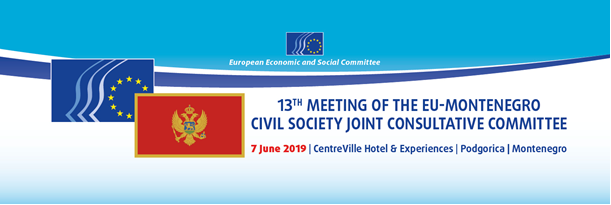 European Economic and Social Committee
13TH MEETING OF THE EU-MONTENEGRO
CIVIL SOCIETY JOINT CONSULTATIVE COMMITTEE
7 June 2019 | CentreVille Hotel & Experiences | Podgorica | Montenegro